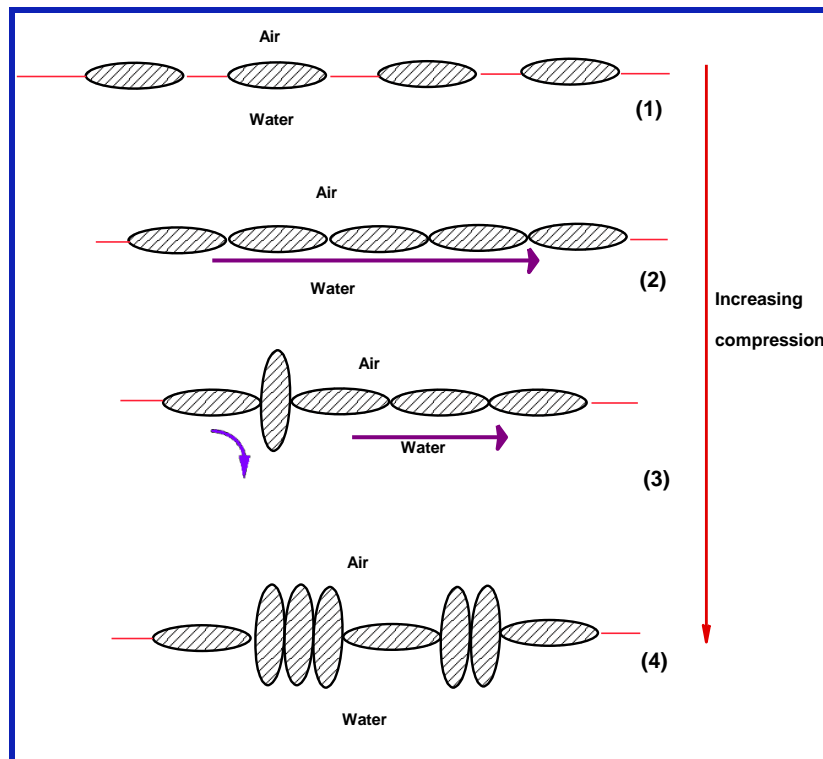 Air
Water
(1)
Air
Water
(2)
Increasing
compression
Air
Water
(3)
Air
(4)
Water